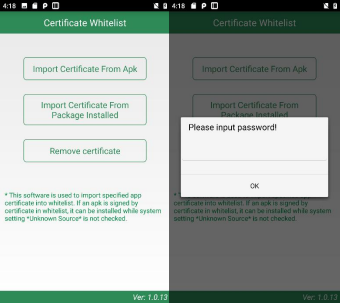 4:18
Certificate Whitelist
Import Certificate From Apk
Import Certificate From
Package Installed
Remove certificate
* This software is used to import specified app
certificate into whitelist. If an apk is signed by
certificate in whitelist, it can be installed while system
setting *Unknown Source* is not checked.
Ver: 1.0.13
4:18
Certificate Whitelist
Import Certificate From Apk
Import Certificate From
Package Installed
Please input password!
OK
certificate in whitelist, it can be installed while system
setting *Unknown Source* is not checked.
Ver: 1.0.13